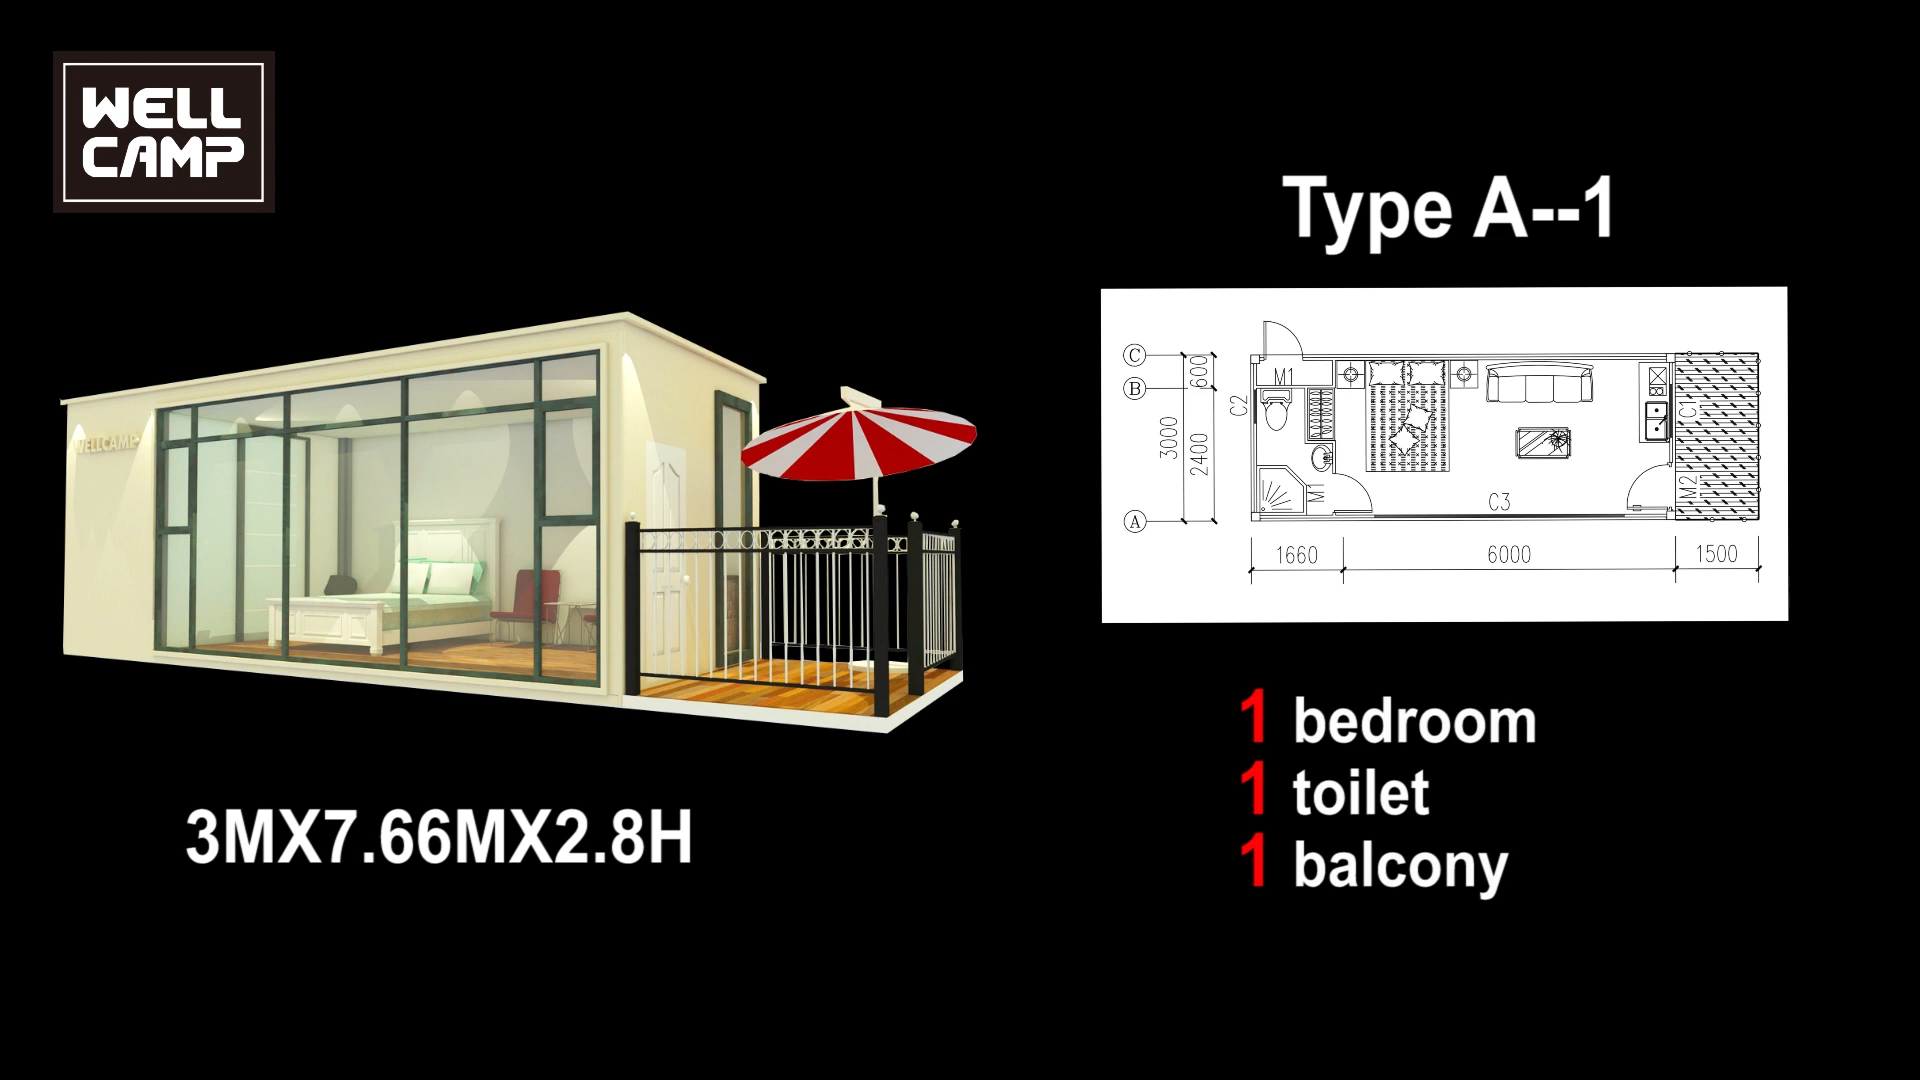 WELL
CAMP
Type A--1
C
B
A
600
3000
2400
C2
M1
M1
C3
M2
C1
1660
6000
1500
WELLCAMP
3MX7.66MX2.8H
1 bedroom
1 toilet
1 balcony